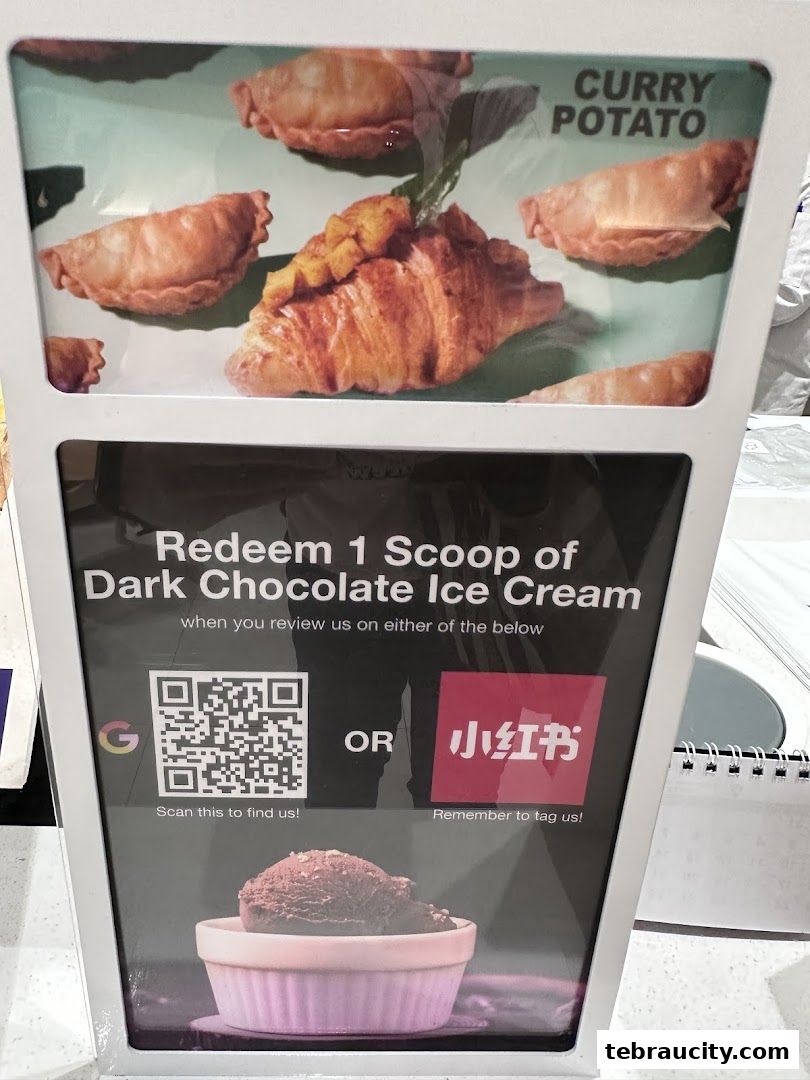 CURRY
POTATO
Redeem 1 Scoop of
Dark Chocolate Ice Cream
when you review us on either of the below
G
OR
小红书
Scan this to find us!
Remember to tag us!
tebraucity.com